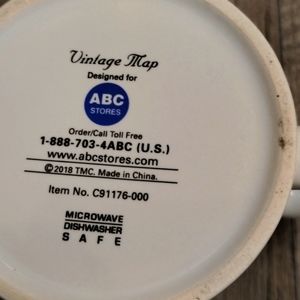 Vintage Map
Designed for
ABC
STORES
Order/Call Toll Free
1-888-703-4ABC (U.S.)
www.abcstores.com
©2018 TMC. Made in China.
Item No. C91176-000
MICROWAVE
DISHWASHER
SAFE